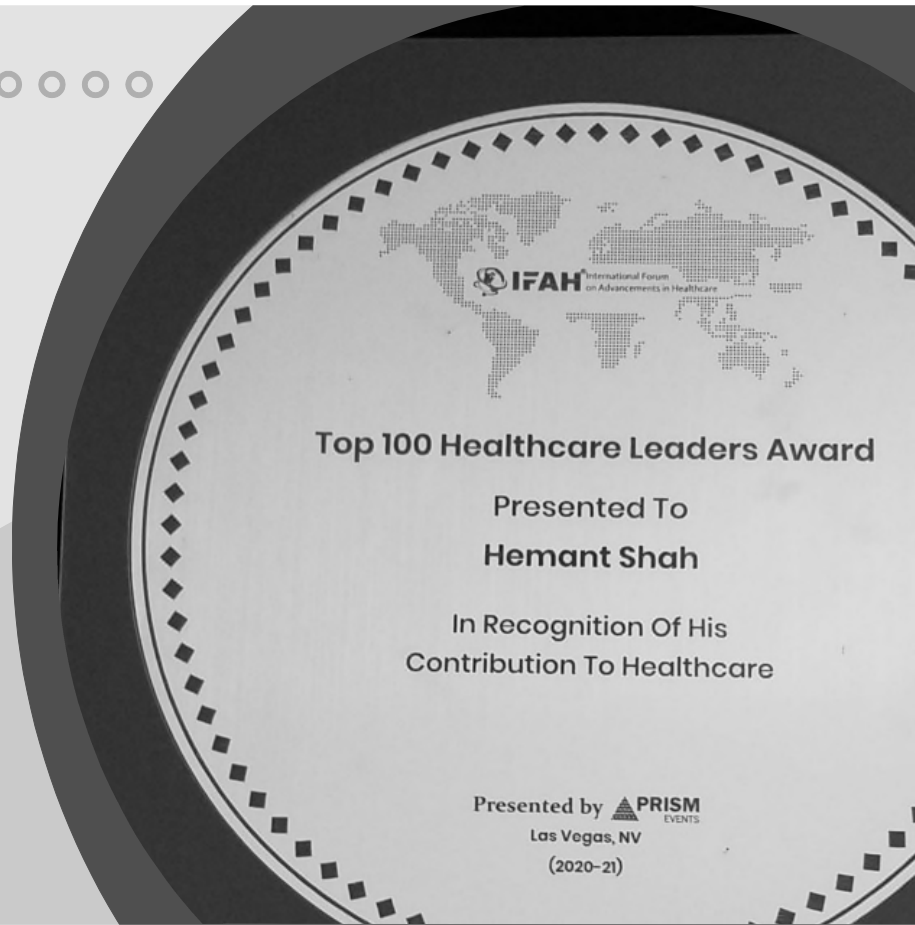 IFAH®
International Forum
on Advancements in Healthcare
Top 100 Healthcare Leaders Award
Presented To
Hemant Shah
In Recognition Of His
Contribution To Healthcare
Presented by PRISM
EVENTS
Las Vegas, NV
(2020-21)